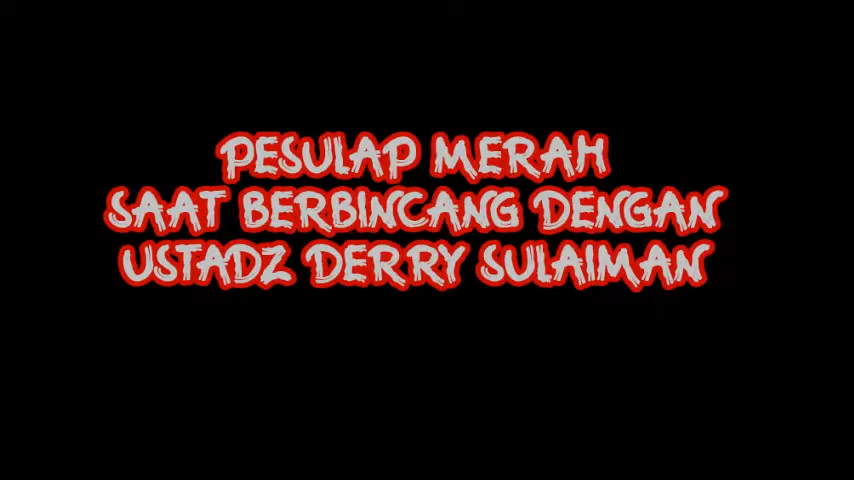 PESULAP MERAH
SAAT BERBINCANG DENGAN
USTADZ DERRY SULAIMAN